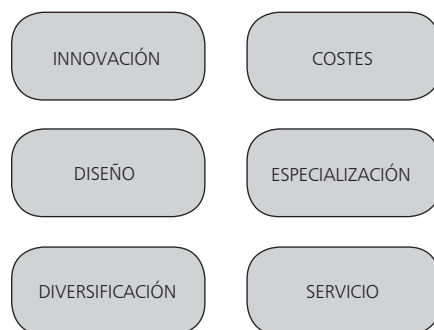 INNOVACIÓN
COSTES
DISEÑO
ESPECIALIZACIÓN
DIVERSIFICACIÓN
SERVICIO